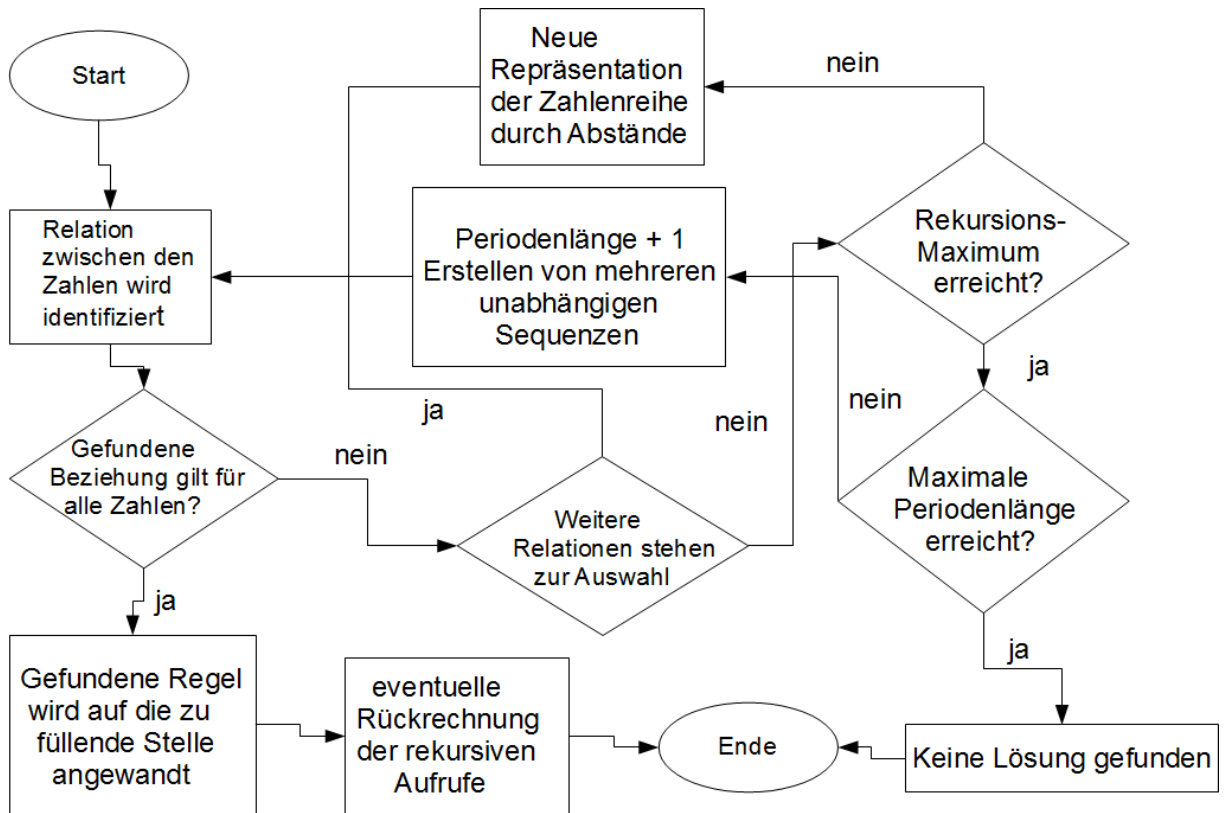 Start
Neue
Repräsentation
der Zahlenreihe
durch Abstände
nein
Relation
zwischen den
Zahlen wird
identifiziert
Periodenlänge + 1
Erstellen von mehreren
unabhängigen
Sequenzen
Rekursions-
Maximum
erreicht?
ja
nein
ja
nein
Gefundene
Beziehung gilt für
alle Zahlen?
nein
Weitere
Relationen stehen
zur Auswahl
Maximale
Periodenlänge
erreicht?
ja
ja
Gefundene Regel
wird auf die zu
füllende Stelle
angewandt
eventuelle
Rückrechnung
der rekursiven
Aufrufe
Ende
Keine Lösung gefunden